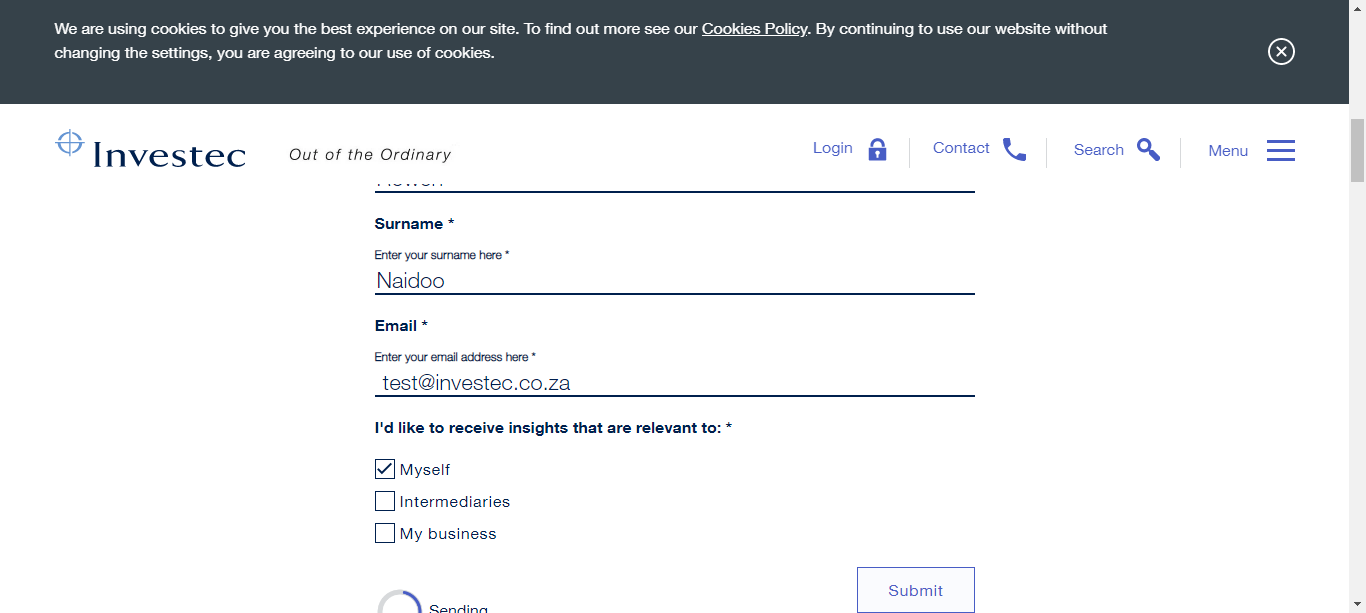 We are using cookies to give you the best experience on our site. To find out more see our Cookies Policy. By continuing to use our website without
changing the settings, you are agreeing to our use of cookies.
Investec
Out of the Ordinary
Login
Contact
Search
Menu
Surname *
Enter your surname here *
Naidoo
Email *
Enter your email address here *
test@investec.co.za
I'd like to receive insights that are relevant to: *
Myself
Intermediaries
My business
Submit
Sending